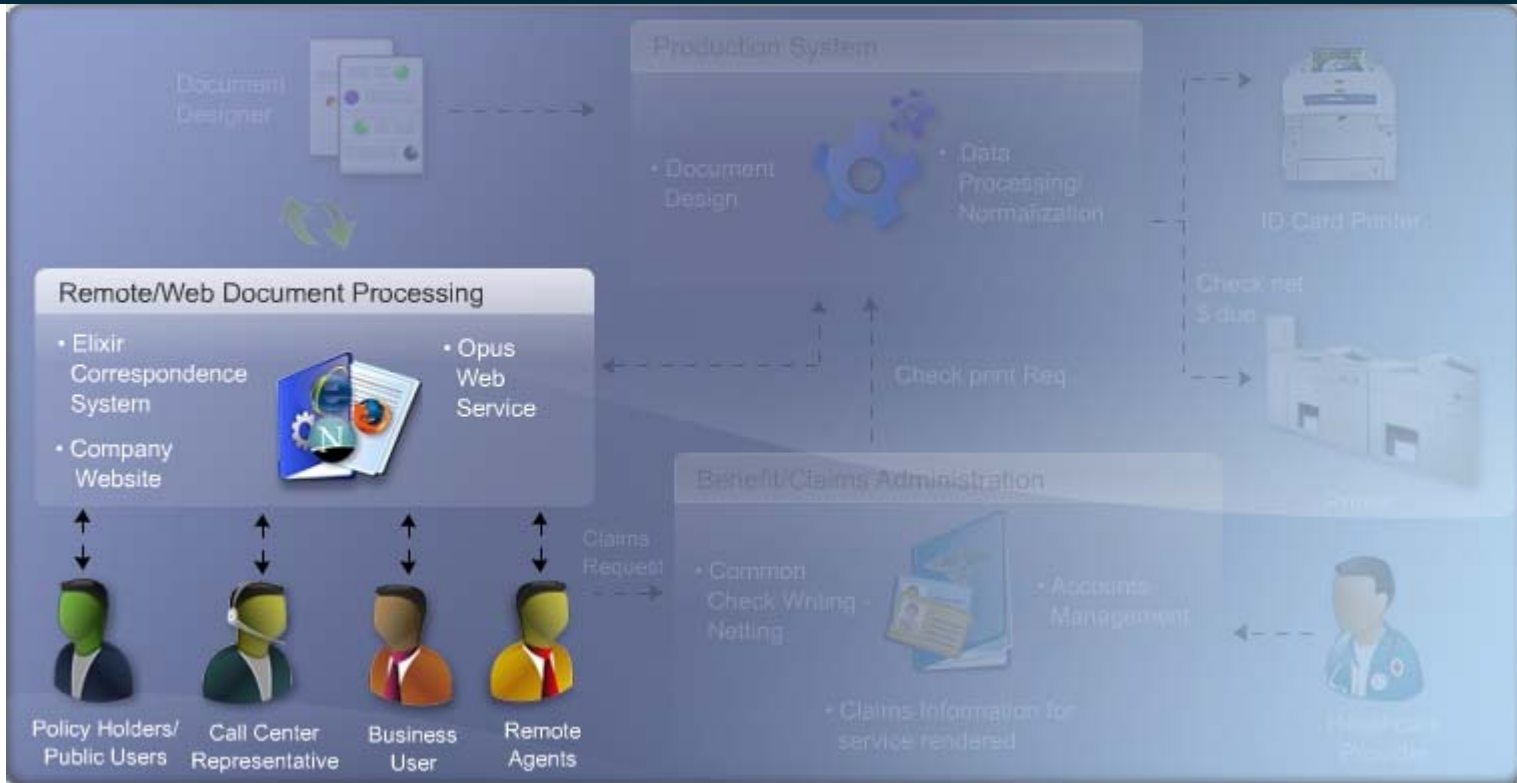 Document
Designer
Production System
• Document
Design
• Data
Processing/
Normalization
ID Card Printer
Remote/Web Document Processing
• Elixir
Correspondence
System
• Company
Website
• Opus
Web
Service
N
Check net
$ due
Check print Req
Printer
Benefit/Claims Administration
Claims
Request
• Common
Check Writing -
Netting
• Accounts
Management
• Claims Information for
service rendered
Healthcare
Provider
Policy Holders/
Public Users
Call Center
Representative
Business
User
Remote
Agents